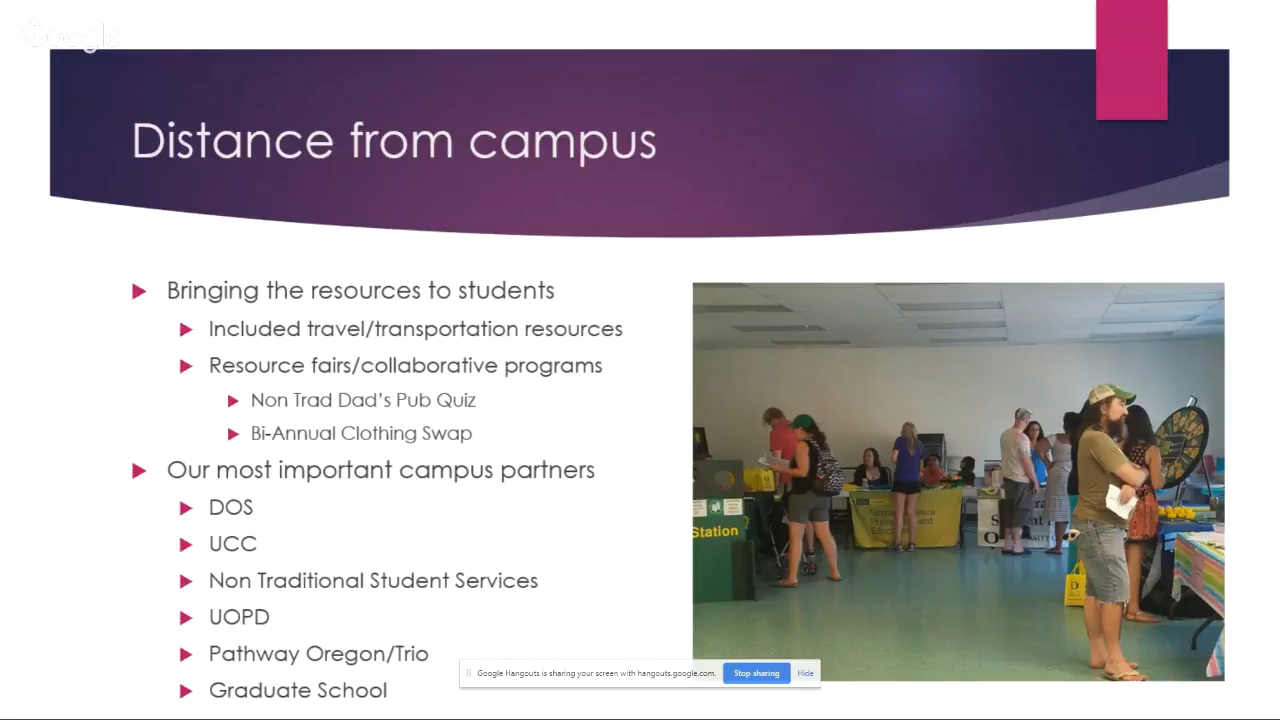 Google
Distance from campus
Bringing the resources to students
Included travel/transportation resources
Resource fairs/collaborative programs
Non Trad Dad's Pub Quiz
Bi-Annual Clothing Swap
Our most important campus partners
DOS
UCC
Non Traditional Student Services
UOPD
Pathway Oregon/Trio
Graduate School
Station
Google Hangouts is sharing your screen with hangouts.google.com.
Stop sharing
Hide